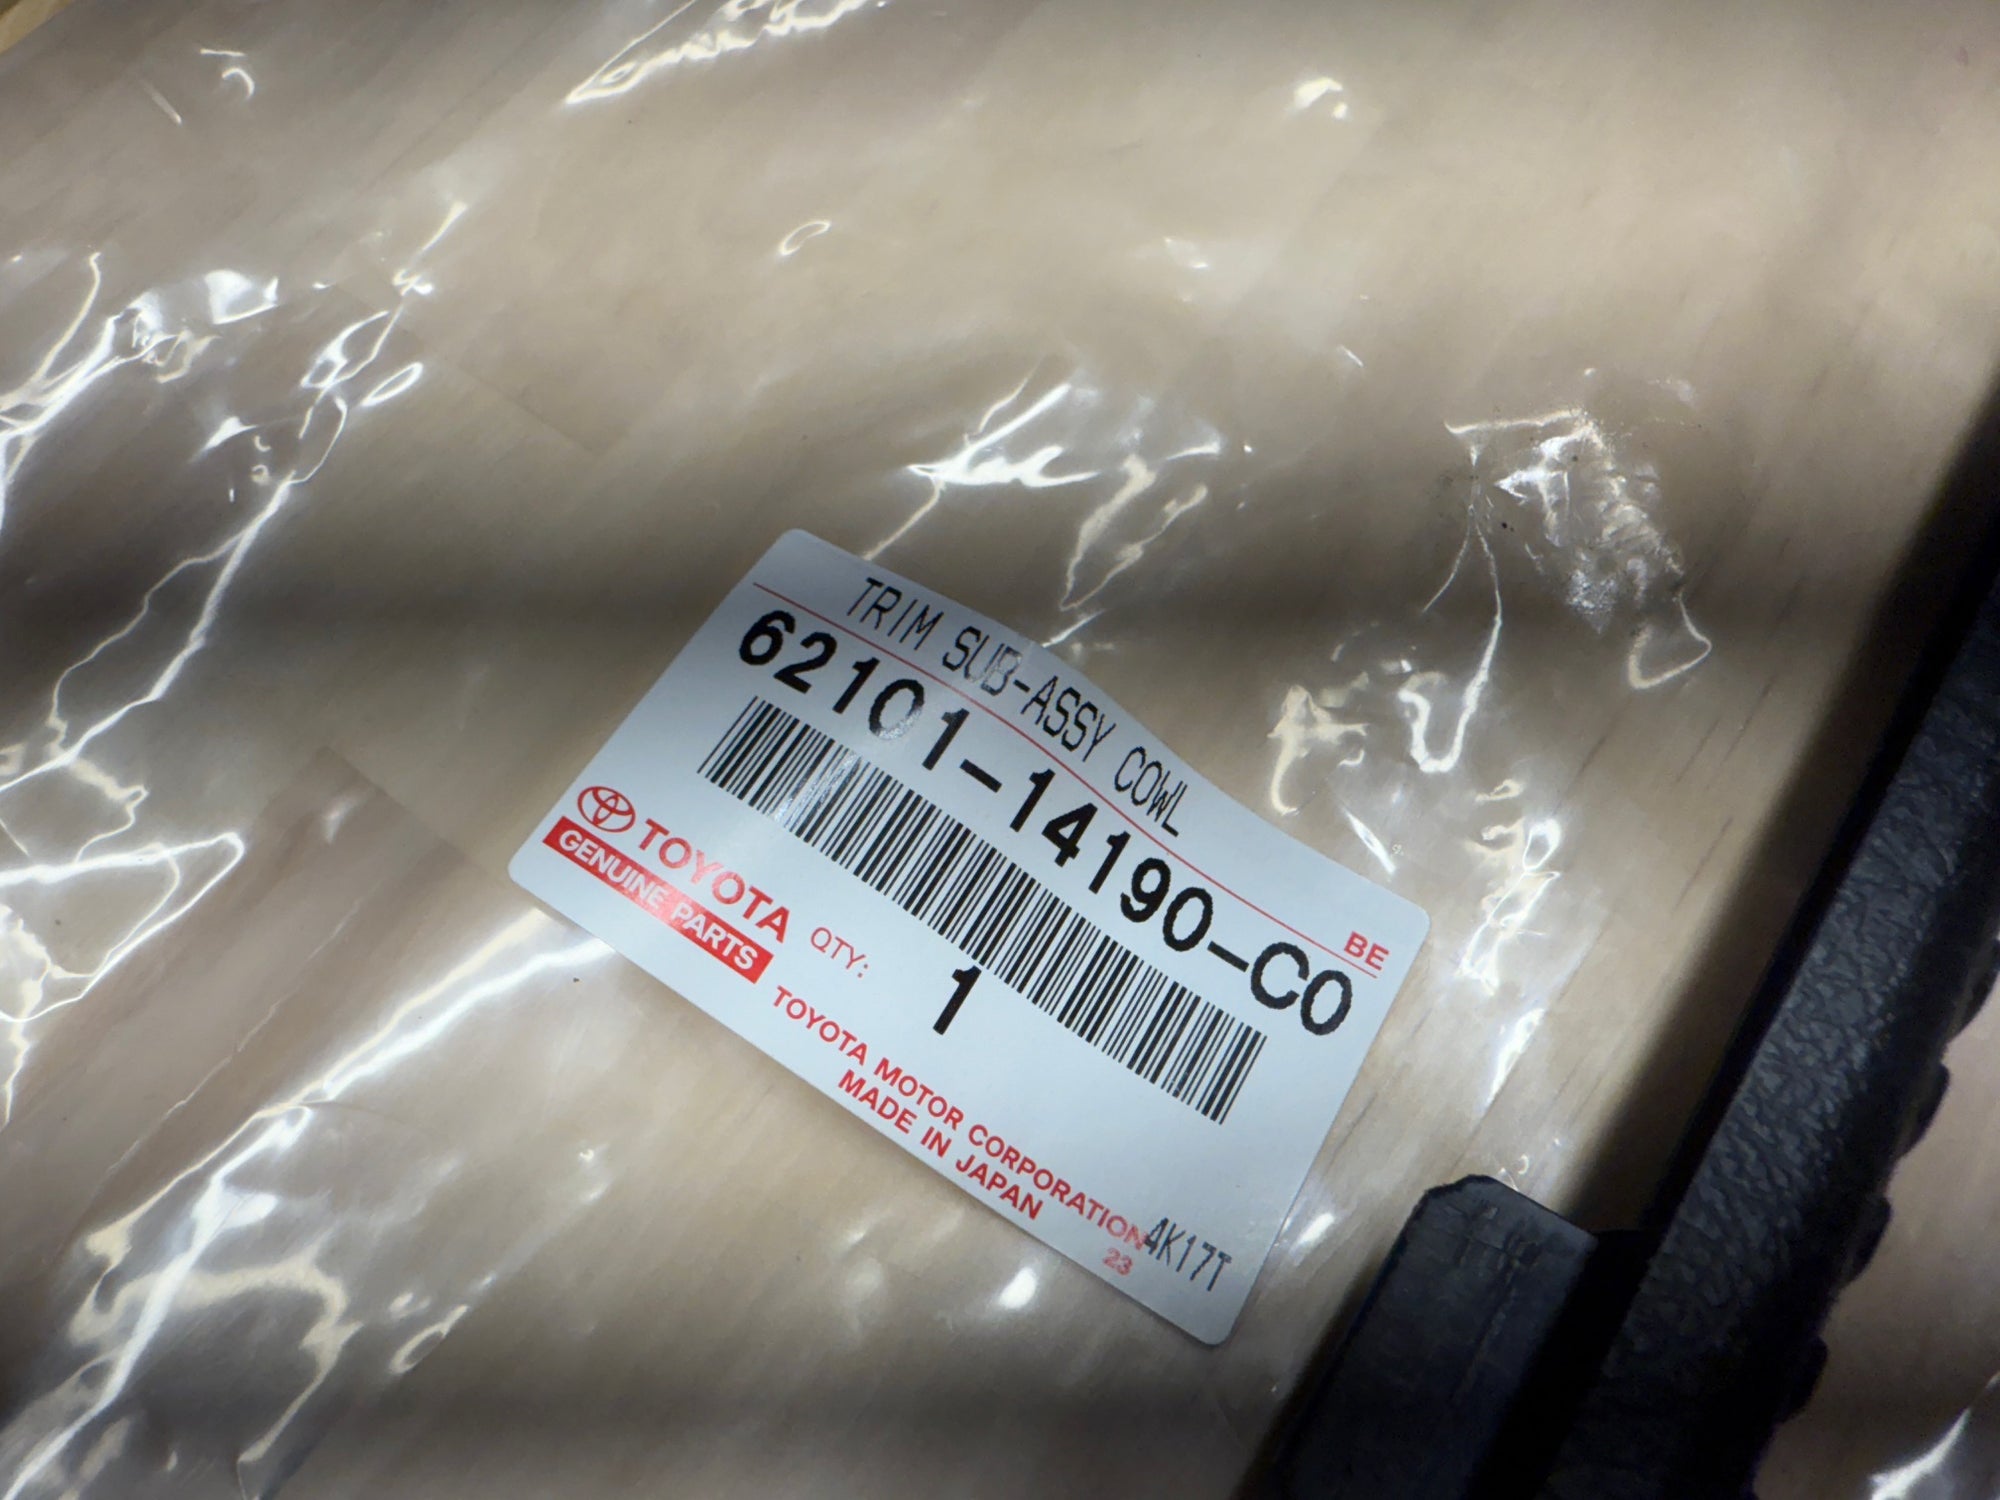 TRIM SUB-ASSY COWL
BE
62101-14190-C0
TOYOTA
GENUINE PARTS
QTY:
1
TOYOTA MOTOR CORPORATION
MADE IN JAPAN
23
4K17T